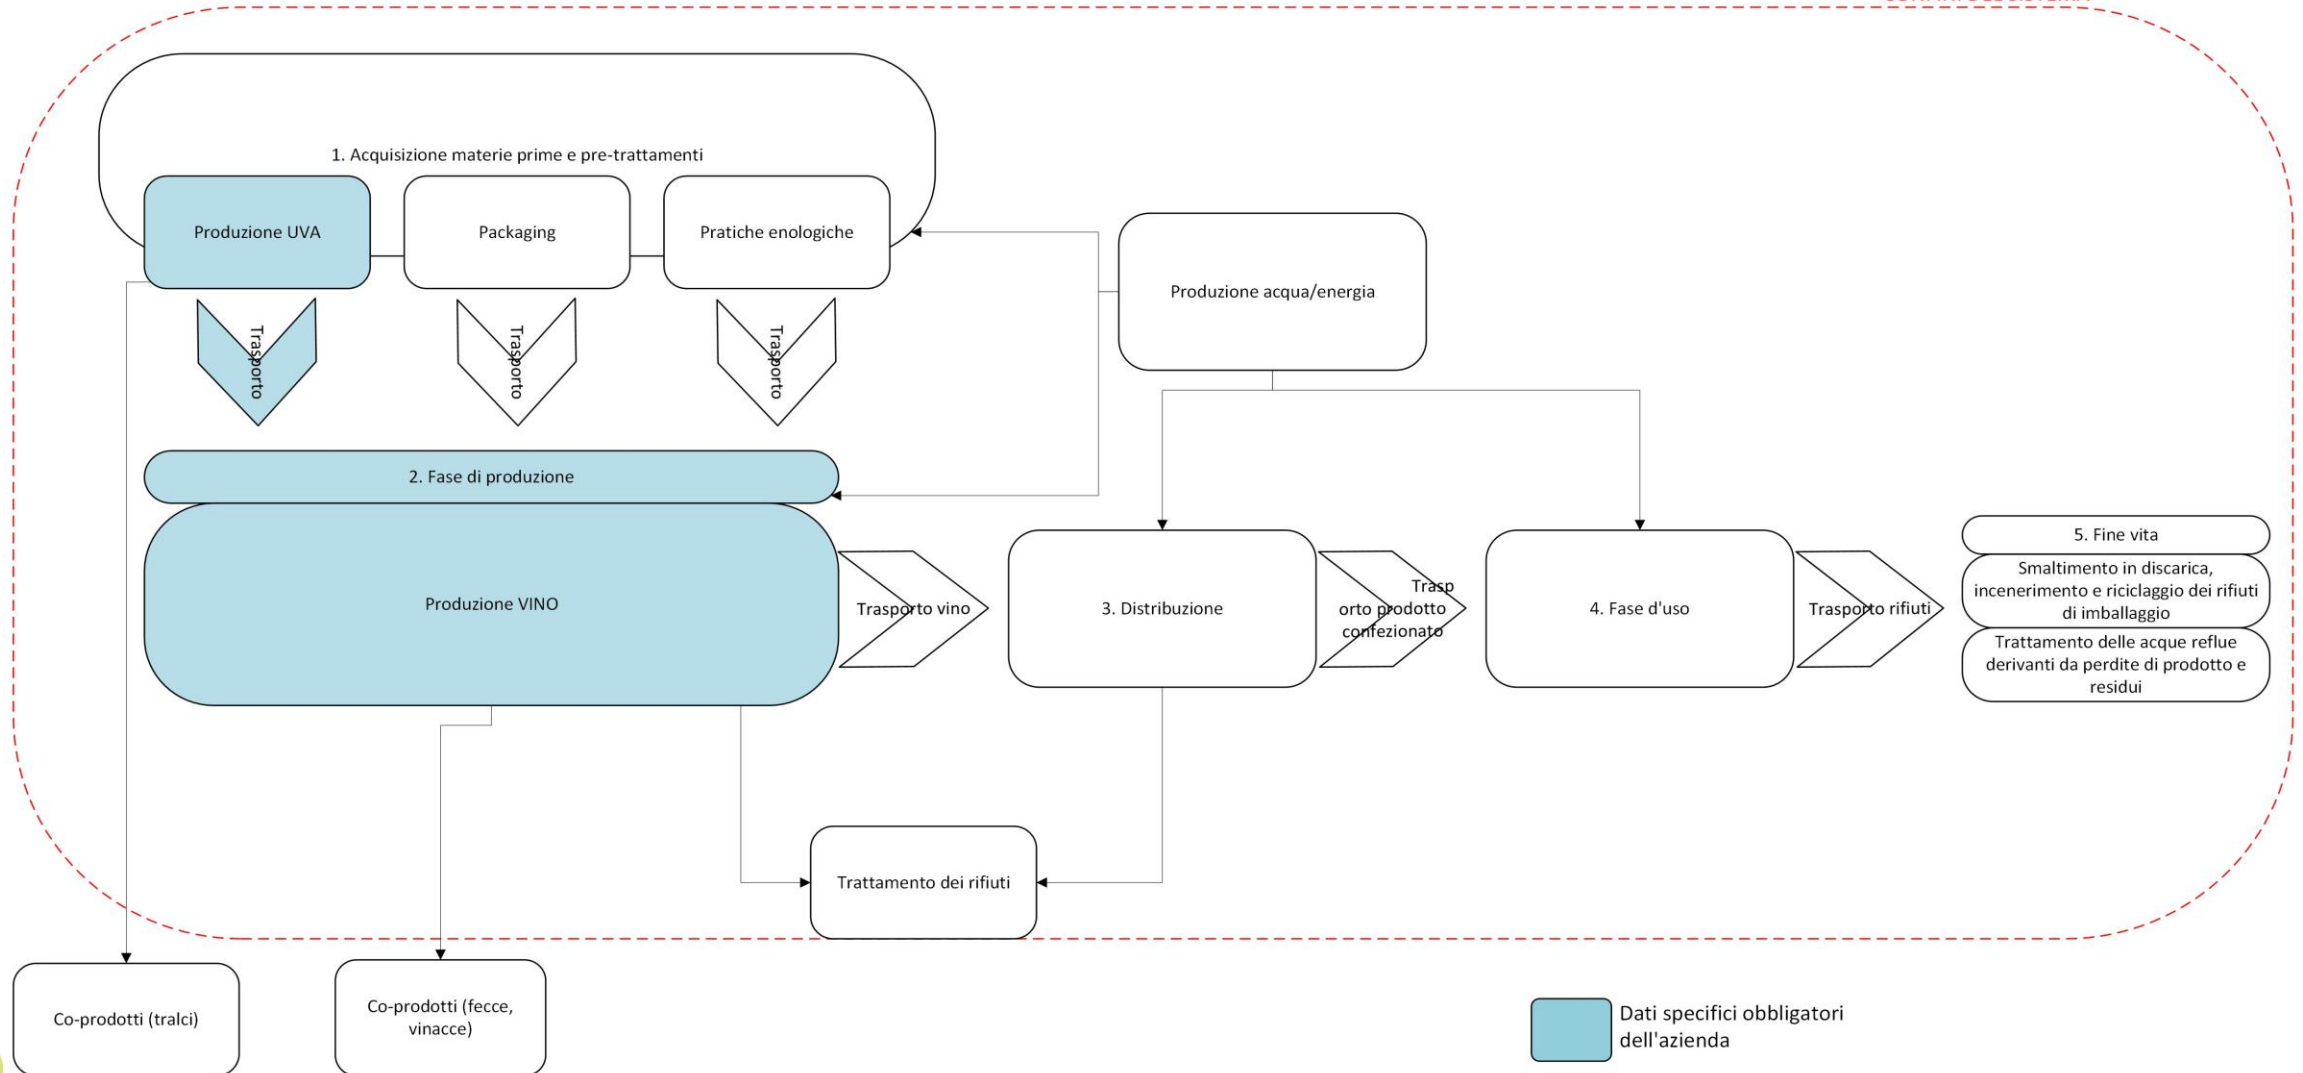 1. Acquisizione materie prime e pre-trattamenti
Produzione UVA
Packaging
Pratiche enologiche
Produzione acqua/energia
Trasporto
Trasporto
Trasporto
2. Fase di produzione
Produzione VINO
Trasporto vino
3. Distribuzione
Trasp
orto prodotto
confezionato
4. Fase d'uso
Trasporto rifiuti
5. Fine vita
Smaltimento in discarica,
incenerimento e riciclaggio dei rifiuti
di imballaggio
Trattamento delle acque reflue
derivanti da perdite di prodotto e
residui
Trattamento dei rifiuti
Co-prodotti (tralci)
Co-prodotti (fecce,
vinacce)
Dati specifici obbligatori
dell'azienda